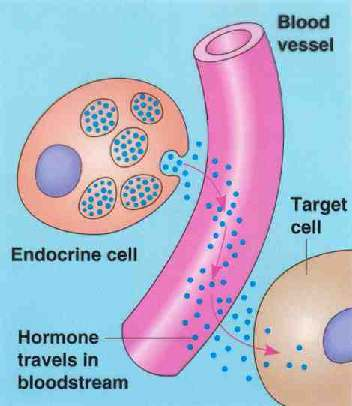 Blood
vessel
Target
cell
Endocrine cell
Hormone
travels in
bloodstream